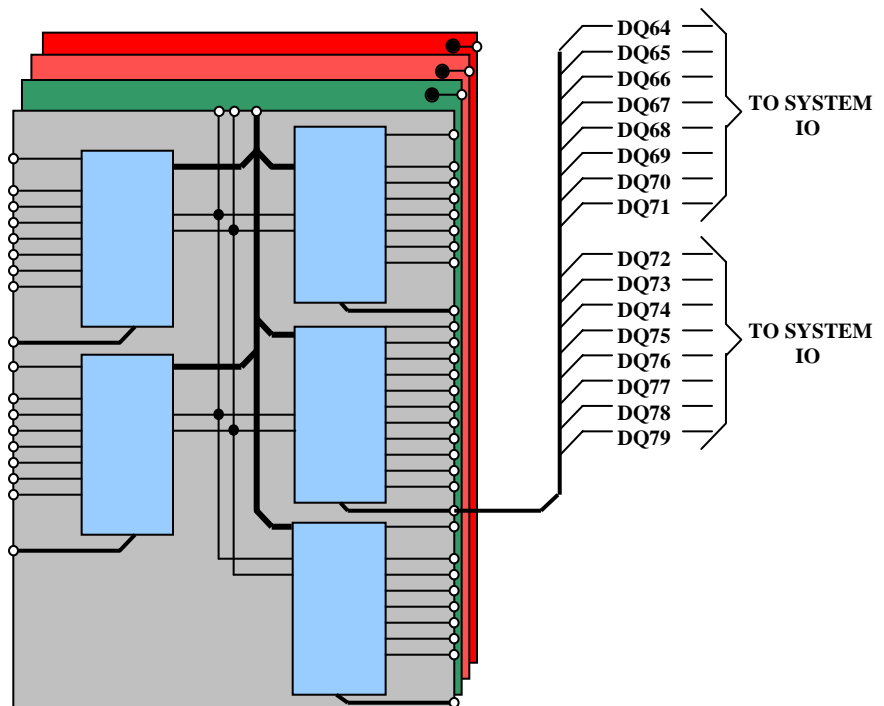 DQ64
DQ65
DQ66
DQ67
DQ68
DQ69
DQ70
DQ71
TO SYSTEM
IO
DQ72
DQ73
DQ74
DQ75
DQ76
DQ77
DQ78
DQ79
TO SYSTEM
IO